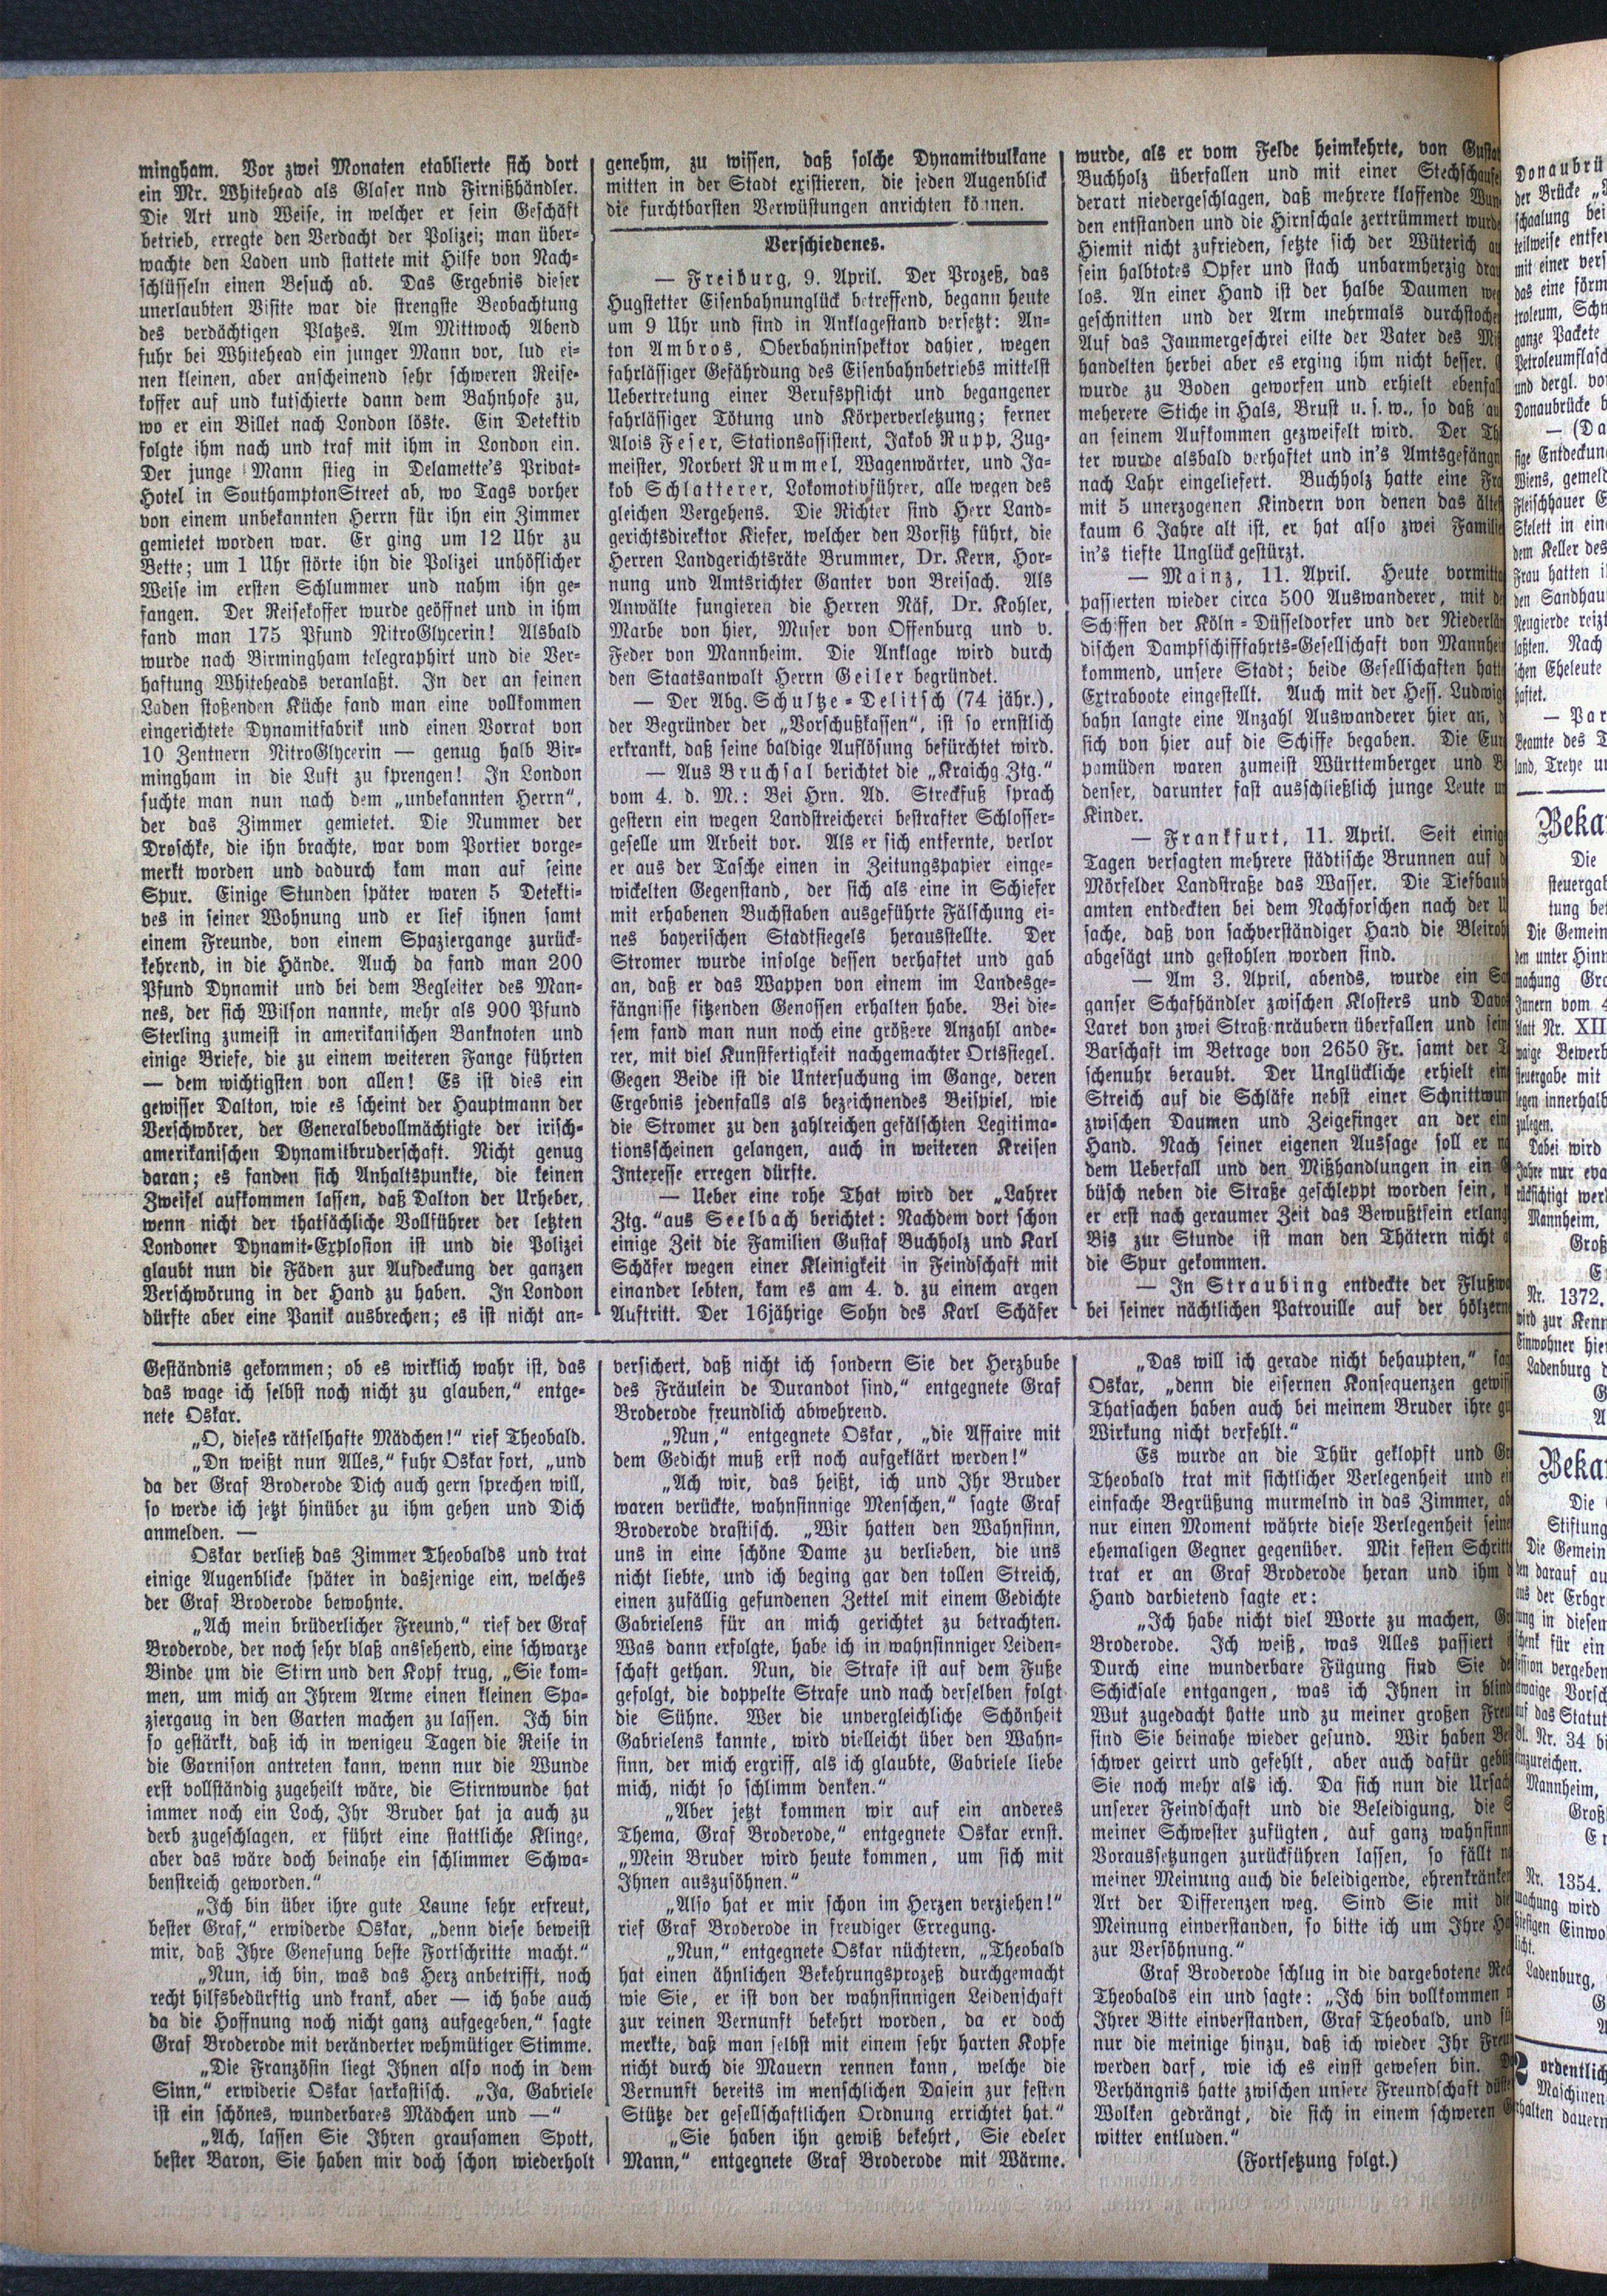 mingham. Vor zwei Monaten etablierte sich dort
ein Mr. Whitehead als Glaser nnd Firnißhändler.
Die Art und Weise, in welcher er sein Geschäft
betrieb, erregte den Verdacht der Polizei; man über-
wachte den Laden und stattete mit Hilfe von Nach-
schlüsseln einen Besuch ab. Das Ergebnis dieser
unerlaubten Visite war die strengste Beobachtung
des verdächtigen Platzes. Am Mittwoch Abend
fuhr bei Whitehead ein junger Mann vor, lud ei-
nen kleinen, aber anscheinend sehr schweren Reise-
koffer auf und kutschierte dann dem Bahnhofe zu,
wo er ein Billet nach London löste. Ein Detektiv
folgte ihm nach und traf mit ihm in London ein.
Der junge Mann stieg in Delamette's Privat-
Hotel in SouthamptonStreet ab, wo Tags vorher
von einem unbekannten Herrn für ihn ein Zimmer
gemietet worden war. Er ging um 12 Uhr zu
Bette; um 1 Uhr störte ihn die Polizei unhöflicher
Weise im ersten Schlummer und nahm ihn ge-
fangen. Der Reisekoffer wurde geöffnet und in ihm
fand man 175 Pfund NitroGlycerin! Alsbald
wurde nach Birmingham telegraphirt und die Ver-
haftung Whiteheads veranlaßt. In der an seinen
Laden stoßenden Küche fand man eine vollkommen
eingerichtete Dynamitfabrik und einen Vorrat von
10 Zentnern NitroGlycerin — genug halb Bir-
mingham in die Luft zu sprengen! In London
suchte man nun nach dem „unbekannten Herrn“,
der das Zimmer gemietet. Die Nummer der
Droschke, die ihn brachte, war vom Portier vorge-
merkt worden und dadurch kam man auf seine
Spur. Einige Stunden später waren 5 Detekti-
ves in seiner Wohnung und er lief ihnen samt
einem Freunde, von einem Spaziergange zurück-
kehrend, in die Hände. Auch da fand man 200
Pfund Dynamit und bei dem Begleiter des Man-
nes, der sich Wilson nannte, mehr als 900 Pfund
Sterling zumeist in amerikanischen Banknoten und
einige Briefe, die zu einem weiteren Fange führten
— dem wichtigsten von allen! Es ist dies ein
gewisser Dalton, wie es scheint der Hauptmann der
Verschwörer, der Generalbevollmächtigte der irisch-
amerikanischen Dynamitbruderschaft. Nicht genug
daran; es fanden sich Anhaltspunkte, die keinen
Zweifel aufkommen lassen, daß Dalton der Urheber,
wenn nicht der thatsächliche Vollführer der letzten
Londoner Dynamit-Explosion ist und die Polizei
glaubt nun die Fäden zur Aufdeckung der ganzen
Verschwörung in der Hand zu haben. In London
dürfte aber eine Panik ausbrechen; es ist nicht an-
genehm, zu wissen, daß solche Dynamitvulkane
mitten in der Stadt existieren, die jeden Augenblick
die furchtbarsten Verwüstungen anrichten können.
Verschiedenes.
— Freiburg, 9. April. Der Prozeß, das
Hugstetter Eisenbahnunglück betreffend, begann heute
um 9 Uhr und sind in Anklagestand versetzt: An-
ton Ambros, Oberbahninspektor dahier, wegen
fahrlässiger Gefährdung des Eisenbahnbetriebs mittelst
Uebertretung einer Berufspflicht und begangener
fahrlässiger Tötung und Körperverletzung; ferner
Alois Feser, Stationsassistent, Jakob Rupp, Zug-
meister, Norbert Rummel, Wagenwärter, und Ja-
kob Schlatterer, Lokomotivführer, alle wegen des
gleichen Vergehens. Die Richter sind Herr Land-
gerichtsdirektor Kiefer, welcher den Vorsitz führt, die
Herren Landgerichtsräte Brummer, Dr. Kern, Hor-
nung und Amtsrichter Ganter von Breisach. Als
Anwälte fungieren die Herren Näf, Dr. Kohler,
Marbe von hier, Muser von Offenburg und v.
Feder von Mannheim. Die Anklage wird durch
den Staatsanwalt Herrn Geiler begründet.
— Der Abg. Schultze-Delitsch (74 jähr.),
der Begründer der „Vorschußkassen“, ist so ernstlich
erkrankt, daß seine baldige Auflösung befürchtet wird.
— Aus Bruchsal berichtet die „Kraichg Ztg.“
vom 4. d. M.: Bei Hrn. Ad. Streckfuß sprach
gestern ein wegen Landstreicherei bestrafter Schlosser-
geselle um Arbeit vor. Als er sich entfernte, verlor
er aus der Tasche einen in Zeitungspapier einge-
wickelten Gegenstand, der sich als eine in Schiefer
mit erhabenen Buchstaben ausgeführte Fälschung ei-
nes bayerischen Stadtsiegels herausstellte. Der
Stromer wurde infolge dessen verhaftet und gab
an, daß er das Wappen von einem im Landesge-
fängnisse sitzenden Genossen erhalten habe. Bei die-
sem fand man nun noch eine größere Anzahl ande-
rer, mit viel Kunstfertigkeit nachgemachter Ortssiegel.
Gegen Beide ist die Untersuchung im Gange, deren
Ergebnis jedenfalls als bezeichnendes Beispiel, wie
die Stromer zu den zahlreichen gefälschten Legitima-
tionsscheinen gelangen, auch in weiteren Kreisen
Interesse erregen dürfte.
— Ueber eine rohe That wird der „Lahrer
Ztg.“ aus Seelbach berichtet: Nachdem dort schon
einige Zeit die Familien Gustaf Buchholz und Karl
Schäfer wegen einer Kleinigkeit in Feindschaft mit
einander lebten, kam es am 4. d. zu einem argen
Auftritt. Der 16jährige Sohn des Karl Schäfer
wurde, als er vom Felde heimkehrte, von
Buchholz überfallen und mit einer
derart niedergeschlagen, daß mehrere klaffende
den entstanden und die Hirnschale zertrümmert
Hiemit nicht zufrieden, setzte sich der Wüterich
sein halbtotes Opfer und stach unbarmherzig
los. An einer Hand ist der halbe Daumen
geschnitten und der Arm mehrmals
Auf das Jammergeschrei eilte der Vater des
handelten herbei aber es erging ihm nicht besser.
wurde zu Boden geworfen und erhielt
meherere Stiche in Hals, Brust u. s. w., so daß
an seinem Aufkommen gezweifelt wird. Der
ter wurde alsbald verhaftet und in's
nach Lahr eingeliefert. Buchholz hatte eine
mit 5 unerzogenen Kindern von denen das
kaum 6 Jahre alt ist, er hat also zwei
in's tiefte Unglück gestürzt.
— Mainz, 11. April. Heute
passierten wieder circa 500 Auswanderer, mit
Schiffen der Köln-Düsseldorfer und der
dischen Dampfschifffahrts-Gesellschaft von
kommend, unsere Stadt; beide Gesellschaften
Extraboote eingestellt. Auch mit der Hess.
bahn langte eine Anzahl Auswanderer hier an,
sich von hier auf die Schiffe begaben. Die
pamüden waren zumeist Württemberger und
denser, darunter fast ausschließlich junge Leute
Kinder.
— Frankfurt, 11. April. Seit
Tagen versagten mehrere städtische Brunnen auf
Mörfelder Landstraße das Wasser. Die
amten entdeckten bei dem Nachforschen nach der
sache, daß von sachverständiger Hand die
abgesägt und gestohlen worden sind.
— Am 3. April, abends, wurde ein
ganser Schafhändler zwischen Klosters und
Laret von zwei Straßenräubern überfallen und
Barschaft im Betrage von 2650 Fr. samt der
schenuhr beraubt. Der Unglückliche erhielt
Streich auf die Schläfe nebst einer
zwischen Daumen und Zeigefinger an der
Hand. Nach seiner eigenen Aussage soll er
dem Ueberfall und den Mißhandlungen in ein
büsch neben die Straße geschleppt worden sein,
er erst nach geraumer Zeit das Bewußtsein
Bis zur Stunde ist man den Thätern nicht
die Spur gekommen.
— In Straubing entdeckte der
bei seiner nächtlichen Patrouille auf der
Geständnis gekommen; ob es wirklich wahr ist, das
das wage ich selbst noch nicht zu glauben,“ entge-
nete Oskar.
„O, dieses rätselhafte Mädchen!“ rief Theobald.
„Dn weißt nun Alles,“ fuhr Oskar fort, „und
da der Graf Broderode Dich auch gern sprechen will,
so werde ich jetzt hinüber zu ihm gehen und Dich
anmelden. —
Oskar verließ das Zimmer Theobalds und trat
einige Augenblicke später in dasjenige ein, welches
der Graf Broderode bewohnte.
„Ach mein brüderlicher Freund,“ rief der Graf
Broderode, der noch sehr blaß anssehend, eine schwarze
Binde um die Stirn und den Kopf trug, „Sie kom-
men, um mich an Ihrem Arme einen kleinen Spa-
ziergaug in den Garten machen zu lassen. Ich bin
so gestärkt, daß ich in wenigeu Tagen die Reise in
die Garnison antreten kann, wenn nur die Wunde
erst vollständig zugeheilt wäre, die Stirnwunde hat
immer noch ein Loch, Ihr Bruder hat ja auch zu
derb zugeschlagen, er führt eine stattliche Klinge,
aber das wäre doch beinahe ein schlimmer Schwa-
benstreich geworden.“
„Ich bin über ihre gute Laune sehr erfreut,
bester Graf,“ erwiderde Oskar, „denn diese beweist
mir, daß Ihre Genesung beste Fortschritte macht.“
„Nun, ich bin, was das Herz anbetrifft, noch
recht hilfsbedürftig und krank, aber — ich habe auch
da die Hoffnung noch nicht ganz aufgegeben,“ sagte
Graf Broderode mit veränderter wehmütiger Stimme.
„Die Französin liegt Ihnen also noch in dem
Sinn,“ erwiderie Oskar sarkastisch. „Ja, Gabriele
ist ein schönes, wunderbares Mädchen und —“
„Ach, lassen Sie Ihren grausamen Spott,
bester Baron, Sie haben mir doch schon wiederholt
versichert, daß nicht ich sondern Sie der Herzbube
des Fräulein de Durandot sind,“ entgegnete Graf
Broderode freundlich abwehrend.
„Nun,“ entgegnete Oskar, „die Affaire mit
dem Gedicht muß erst noch aufgeklärt werden!“
„Ach wir, das heißt, ich und Ihr Bruder
waren verückte, wahnsinnige Menschen,“ sagte Graf
Broderode drastisch. „Wir hatten den Wahnsinn,
uns in eine schöne Dame zu verlieben, die uns
nicht liebte, und ich beging gar den tollen Streich,
einen zufällig gefundenen Zettel mit einem Gedichte
Gabrielens für an mich gerichtet zu betrachten.
Was dann erfolgte, habe ich in wahnsinniger Leiden-
schaft gethan. Nun, die Strafe ist auf dem Fuße
gefolgt, die doppelte Strafe und nach derselben folgt
die Sühne. Wer die unvergleichliche Schönheit
Gabrielens kannte, wird vielleicht über den Wahn-
sinn, der mich ergriff, als ich glaubte, Gabriele liebe
mich, nicht so schlimm denken.“
„Aber jetzt kommen wir auf ein anderes
Thema, Graf Broderode,“ entgegnete Oskar ernst.
„Mein Bruder wird heute kommen, um sich mit
Ihnen auszusöhnen.“
„Also hat er mir schon im Herzen verziehen!“
rief Graf Broderode in freudiger Erregung.
„Nun,“ entgegnete Oskar nüchtern, „Theobald
hat einen ähnlichen Bekehrungsprozeß durchgemacht
wie Sie, er ist von der wahnsinnigen Leidenschaft
zur reinen Vernunft bekehrt worden, da er doch
merkte, daß man selbst mit einem sehr harten Kopfe
nicht durch die Mauern rennen kann, welche die
Vernunft bereits im menschlichen Dasein zur festen
Stütze der gesellschaftlichen Ordnung errichtet hat.“
„Sie haben ihn gewiß bekehrt, Sie edeler
Mann,“ entgegnete Graf Broderode mit Wärme.
„Das will ich gerade nicht behaupten,“
Oskar, „denn die eisernen Konsequenzen
Thatsachen haben auch bei meinem Bruder ihre
Wirkung nicht verfehlt.“
Es wurde an die Thür geklopft und
Theobald trat mit sichtlicher Verlegenheit und
einfache Begrüßung murmelnd in das Zimmer,
nur einen Moment währte diese Verlegenheit
ehemaligen Gegner gegenüber. Mit festen
trat er an Graf Broderode heran und ihm
Hand darbietend sagte er:
„Ich habe nicht viel Worte zu machen,
Broderode. Ich weiß, was Alles passiert
Durch eine wunderbare Fügung sind Sie
Schicksale entgangen, was ich Ihnen in
Wut zugedacht hatte und zu meiner großen
sind Sie beinahe wieder gesund. Wir haben
schwer geirrt und gefehlt, aber auch dafür
Sie noch mehr als ich. Da sich nun die
unserer Feindschaft und die Beleidigung, die
meiner Schwester zufügten, auf ganz
Voraussetzungen zurückführen lassen, so fällt
meiner Meinung auch die beleidigende,
Art der Differenzen weg. Sind Sie mit
Meinung einverstanden, so bitte ich um Ihre
zur Versöhnung.“
Graf Broderode schlug in die dargebotene
Theobalds ein und sagte: „Ich bin vollkommen
Ihrer Bitte einverstanden, Graf Theobald, und
nur die meinige hinzu, daß ich wieder Ihr
werden darf, wie ich es einst gewesen bin.
Verhängnis hatte zwischen unsere Freundschaft
Wolken gedrängt, die sich in einem schweren
witter entluden.“
(Fortsetzung folgt.)
der Brücke
mit einer
das eine
ganze Packete
und dergl.
Donaubrücke
dem Keller des
Frau hatten
Nach
Beamte des
Die
Die Gemein
Innern vom
Nr. XII
Dabei wird
Mannheim,
Nr. 1372.
wird zur
Einwohner
Ladenburg
Die
Stiftung
Die Gemein
für ein
auf das Statut
Nr. 34
einzureichen.
Mannheim,
Nr. 1354.
Ladenburg,
Maschinen